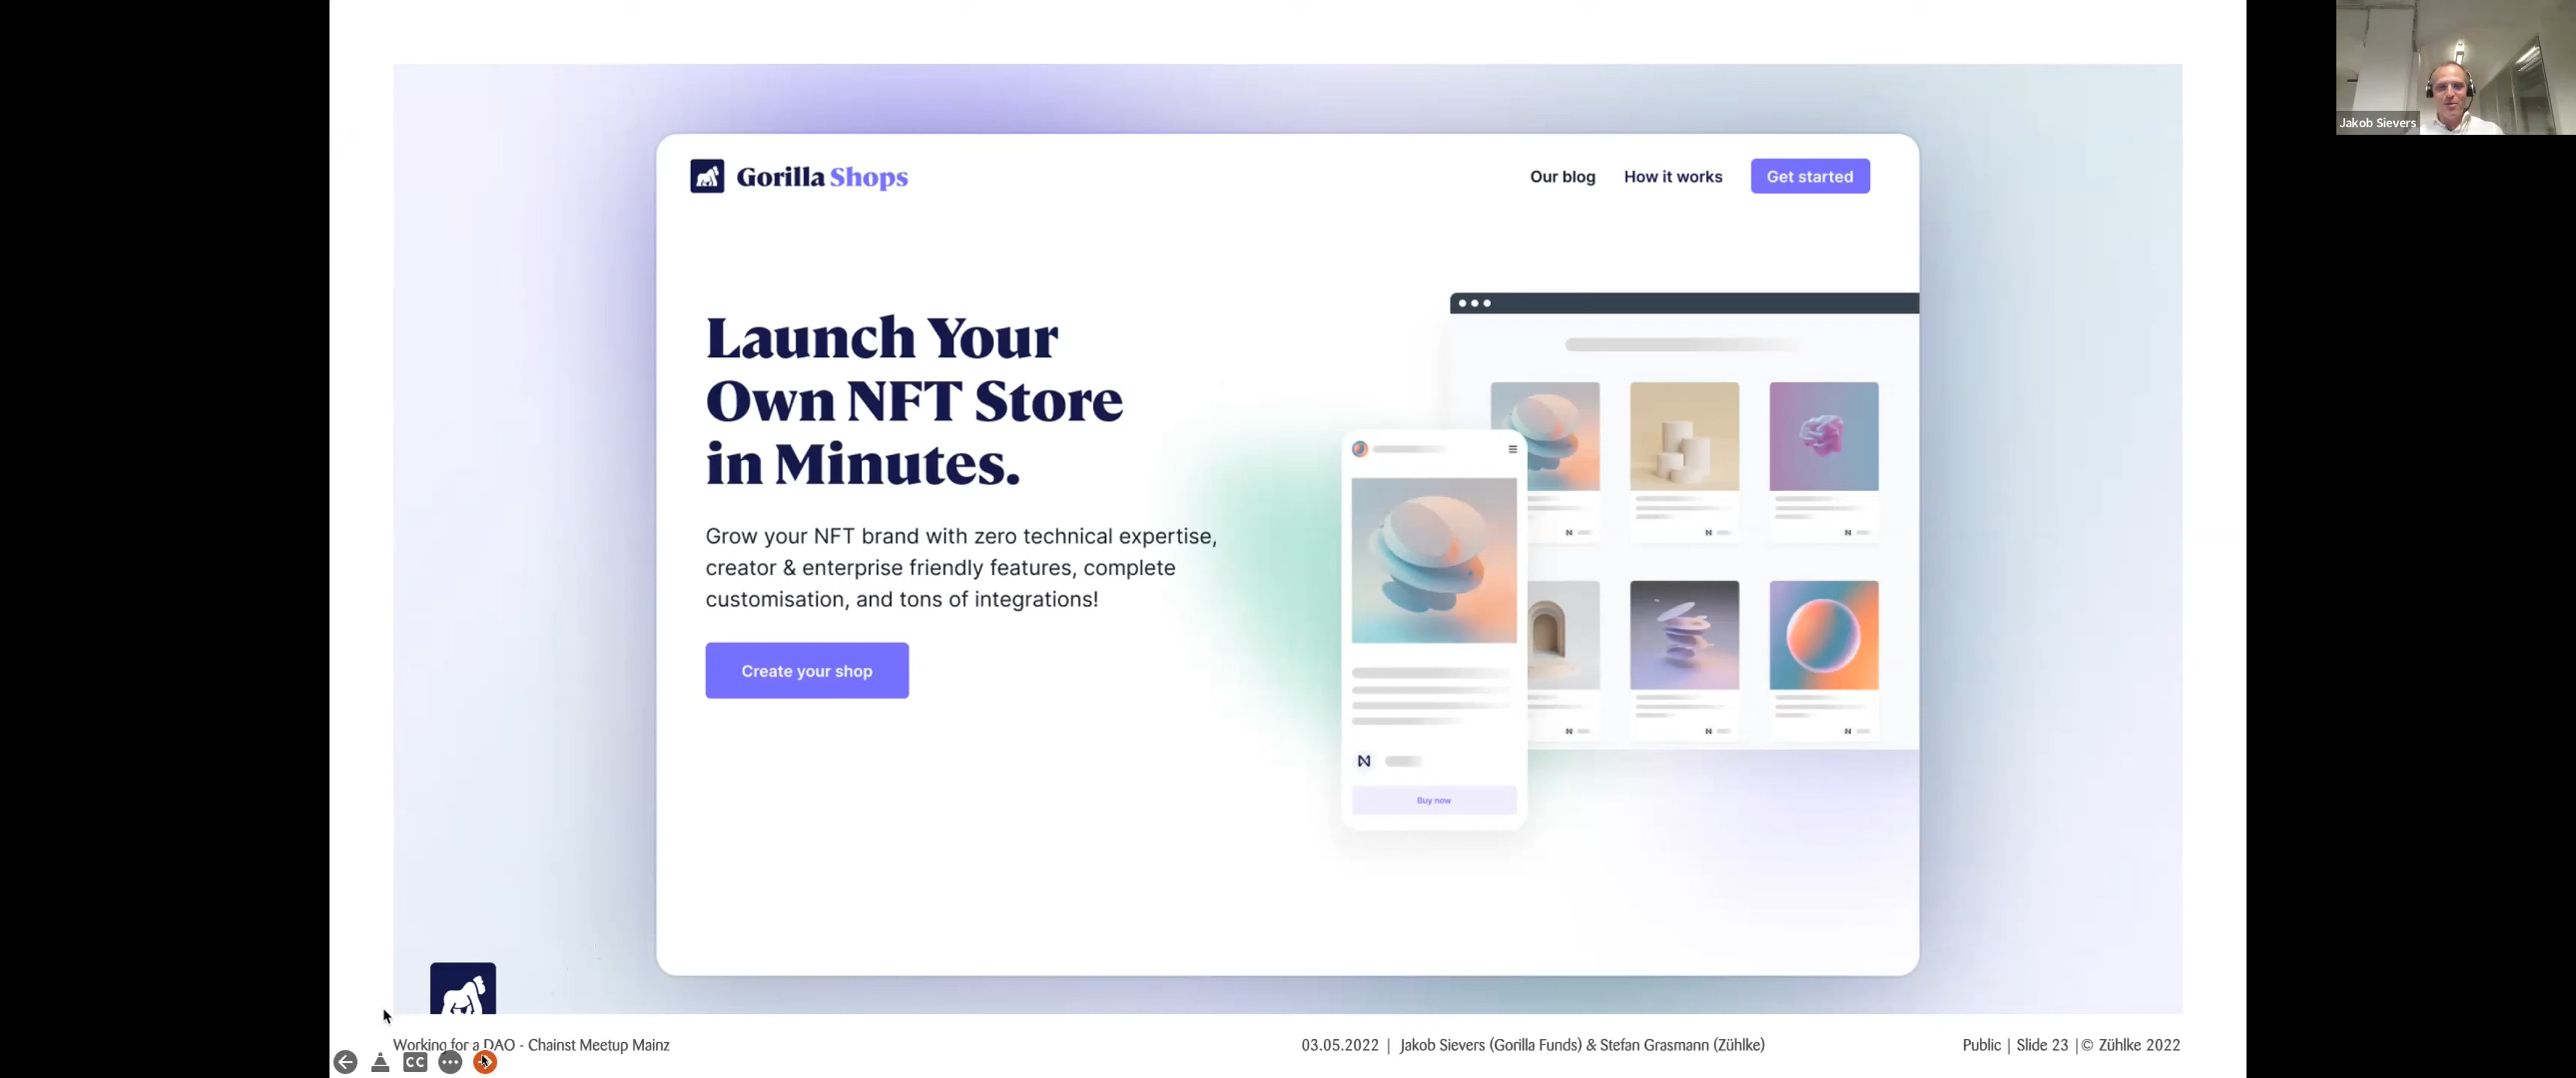 Jakob Sievers
Gorilla Shops
Our blog
How it works
Get started
Launch Your
Own NFT Store
in Minutes.
Grow your NFT brand with zero technical expertise,
creator & enterprise friendly features, complete
customisation, and tons of integrations!
Create your shop
Buy now
Working for a DAO - Chainst Meetup Mainz
03.05.2022 | Jakob Sievers (Gorilla Funds) & Stefan Grasmann (Zühlke)
Public | Slide 23 | © Zühlke 2022
CC